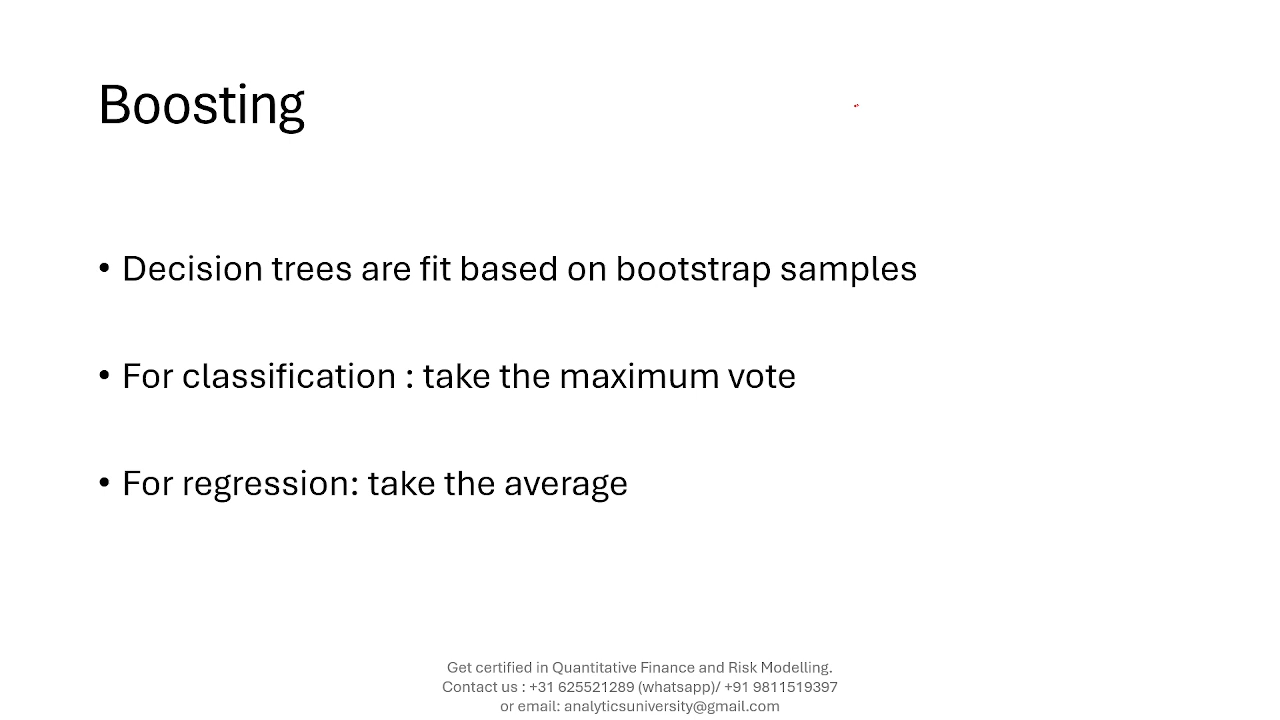 Boosting
• Decision trees are fit based on bootstrap samples
• For classification : take the maximum vote
• For regression: take the average
Get certified in Quantitative Finance and Risk Modelling.
Contact us : +31 625521289 (whatsapp)/ +91 9811519397
or email: analyticsuniversity@gmail.com